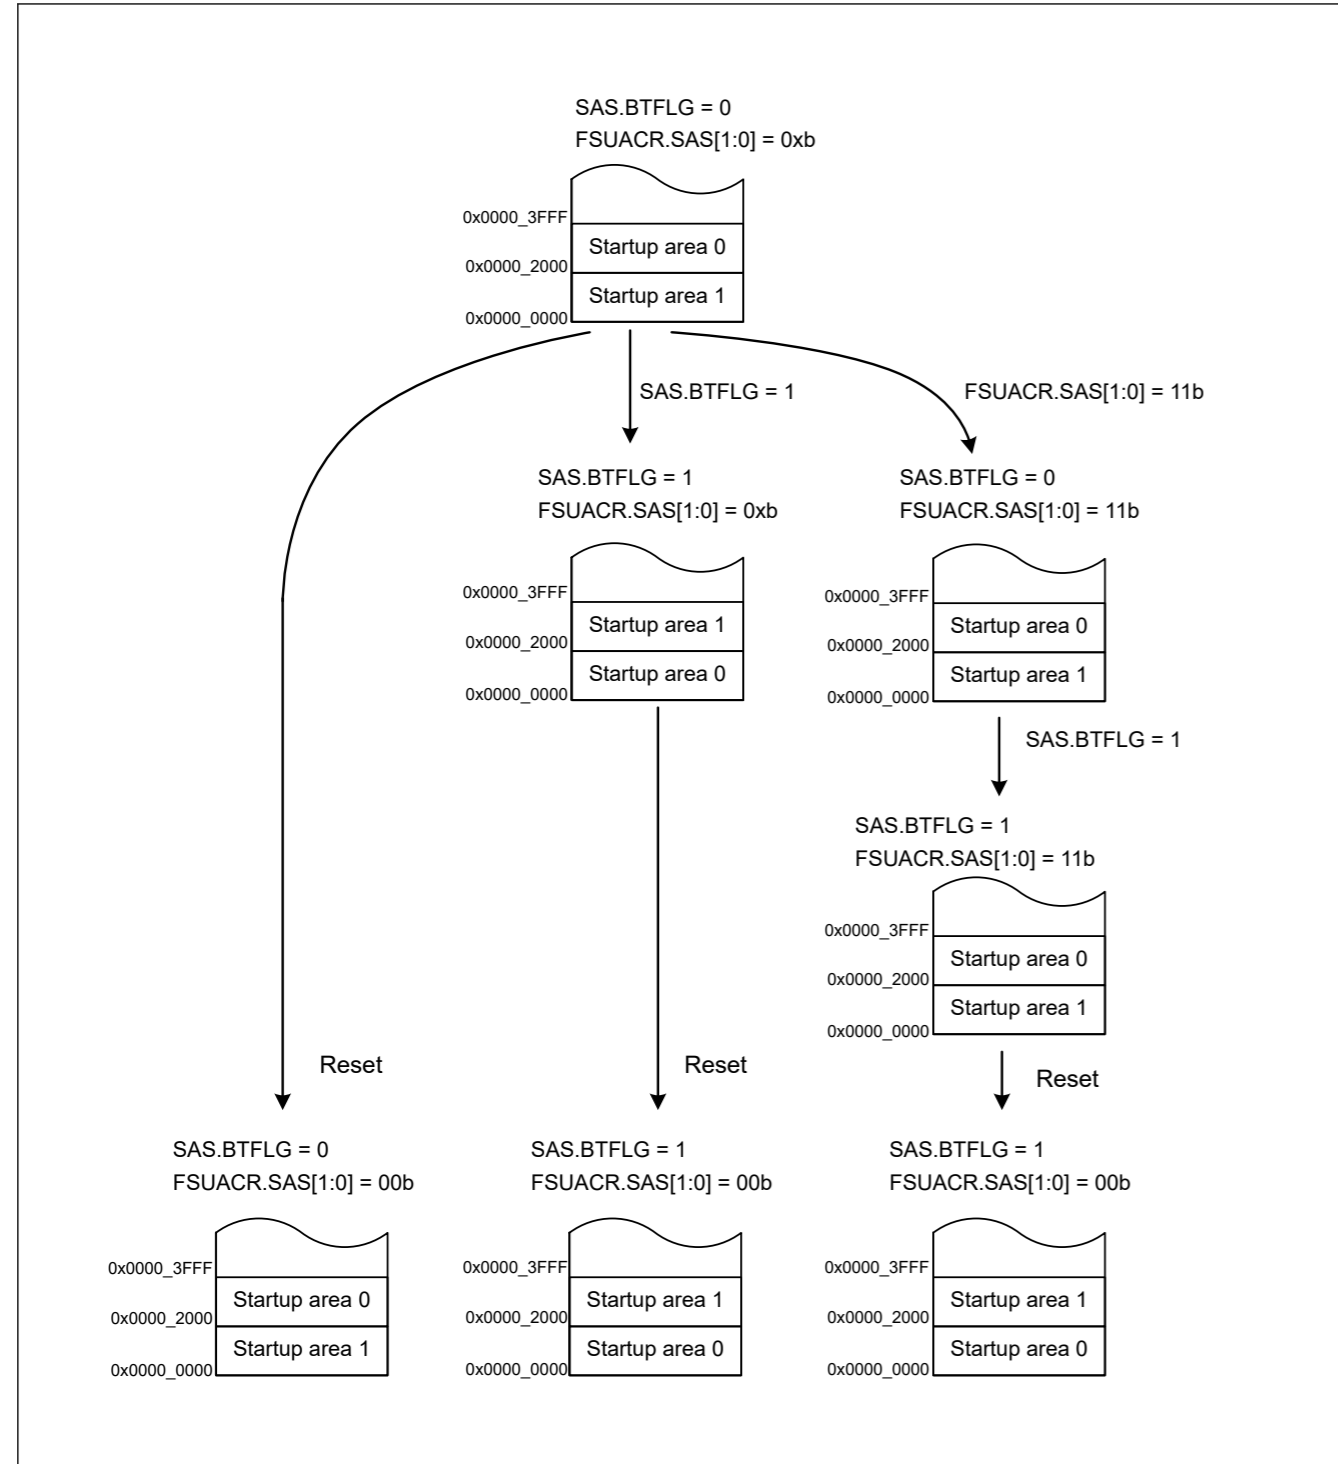 SAS.BTFLG = 0
FSUACR.SAS[1:0] = 0xb
0x0000_3FFF
Startup area 0
0x0000_2000
Startup area 1
0x0000_0000
SAS.BTFLG = 1
FSUACR.SAS[1:0] = 11b
SAS.BTFLG = 1
FSUACR.SAS[1:0] = 0xb
0x0000_3FFF
Startup area 1
0x0000_2000
Startup area 0
0x0000_0000
SAS.BTFLG = 0
FSUACR.SAS[1:0] = 11b
0x0000_3FFF
Startup area 0
0x0000_2000
Startup area 1
0x0000_0000
SAS.BTFLG = 1
SAS.BTFLG = 1
FSUACR.SAS[1:0] = 11b
0x0000_3FFF
Startup area 0
0x0000_2000
Startup area 1
0x0000_0000
Reset
Reset
Reset
SAS.BTFLG = 0
FSUACR.SAS[1:0] = 00b
0x0000_3FFF
Startup area 0
0x0000_2000
Startup area 1
0x0000_0000
SAS.BTFLG = 1
FSUACR.SAS[1:0] = 00b
0x0000_3FFF
Startup area 1
0x0000_2000
Startup area 0
0x0000_0000
SAS.BTFLG = 1
FSUACR.SAS[1:0] = 00b
0x0000_3FFF
Startup area 1
0x0000_2000
Startup area 0
0x0000_0000